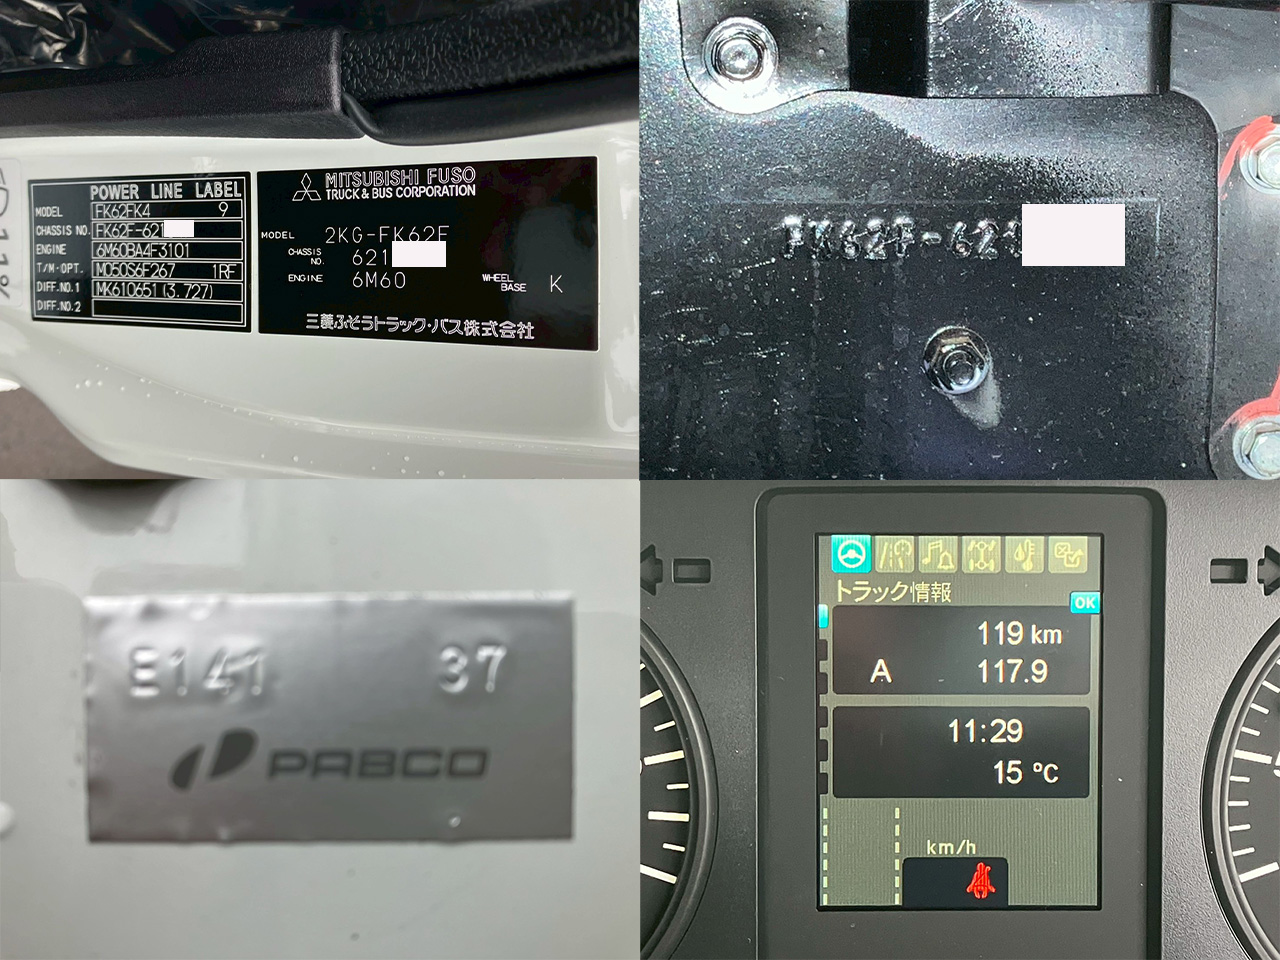 POWER LINE LABEL
MODEL FK62FK4 9
CHASSIS NO. FK62F-621
ENGINE 6M60BA4F3101
T/M·OPT. M050S6F267 1RF
DIFF.NO.1 MK610651 (3.727)
DIFF.NO.2
MITSUBISHI FUSO
TRUCK & BUS CORPORATION
MODEL 2KG-FK62F
CHASSIS NO. 621
ENGINE 6M60 WHEEL BASE K
三菱ふそうトラック・バス株式会社
11%
FK62F-621
E141 37
PABCO
トラック情報
OK
119 km
A 117.9
11:29
15 °C
km/h